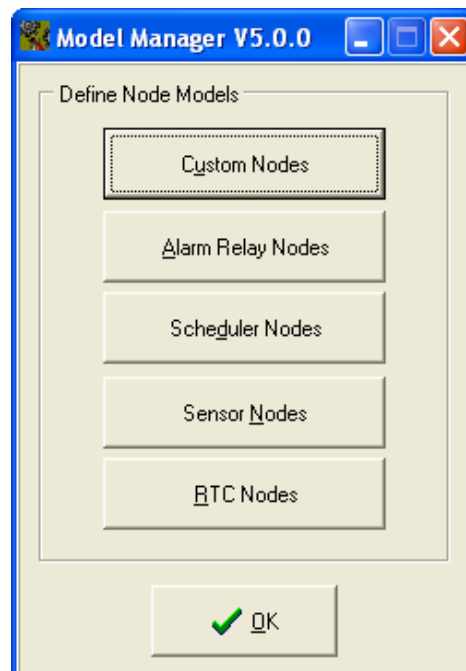 Model Manager V5.0.0
Define Node Models
Custom Nodes
Alarm Relay Nodes
Scheduler Nodes
Sensor Nodes
RTC Nodes
OK